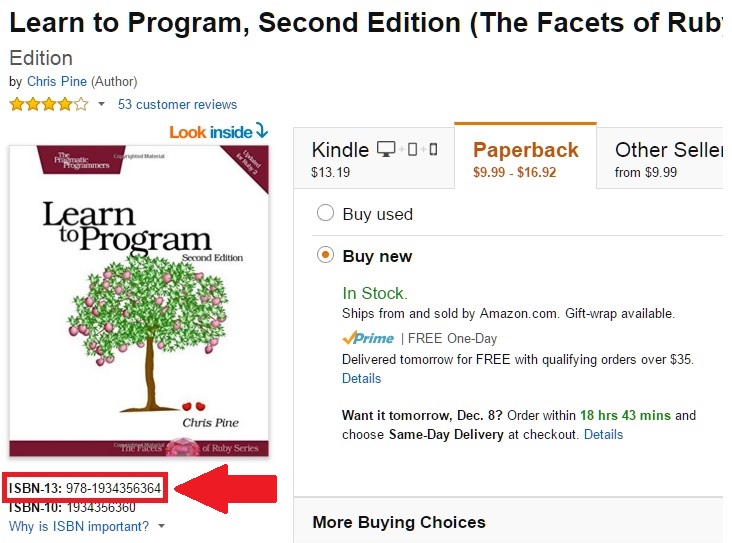 Learn to Program, Second Edition (The Facets of Ruby
Edition
by Chris Pine (Author)
53 customer reviews
Look inside
The
Pragmatic
Programmers
Copyrighted Material
Updated
for Ruby 2
Learn
to Program
Second Edition
Chris Pine
Copyrighted Material
The Facets of Ruby Series
ISBN-13: 978-1934356364
ISBN-10: 1934356360
Why is ISBN important?
Kindle
$13.19
Paperback
$9.99 - $16.92
Other Seller
from $9.99
Buy used
Buy new
In Stock.
Ships from and sold by Amazon.com. Gift-wrap available.
Prime | FREE One-Day
Delivered tomorrow for FREE with qualifying orders over $35.
Details
Want it tomorrow, Dec. 8? Order within 18 hrs 43 mins and
choose Same-Day Delivery at checkout. Details
More Buying Choices